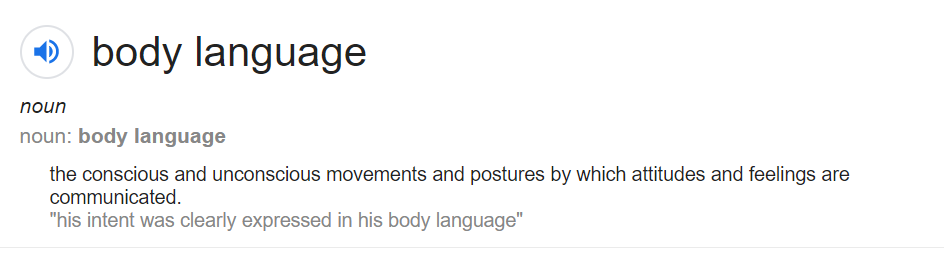 body language
noun
noun: body language
the conscious and unconscious movements and postures by which attitudes and feelings are
communicated.
"his intent was clearly expressed in his body language"